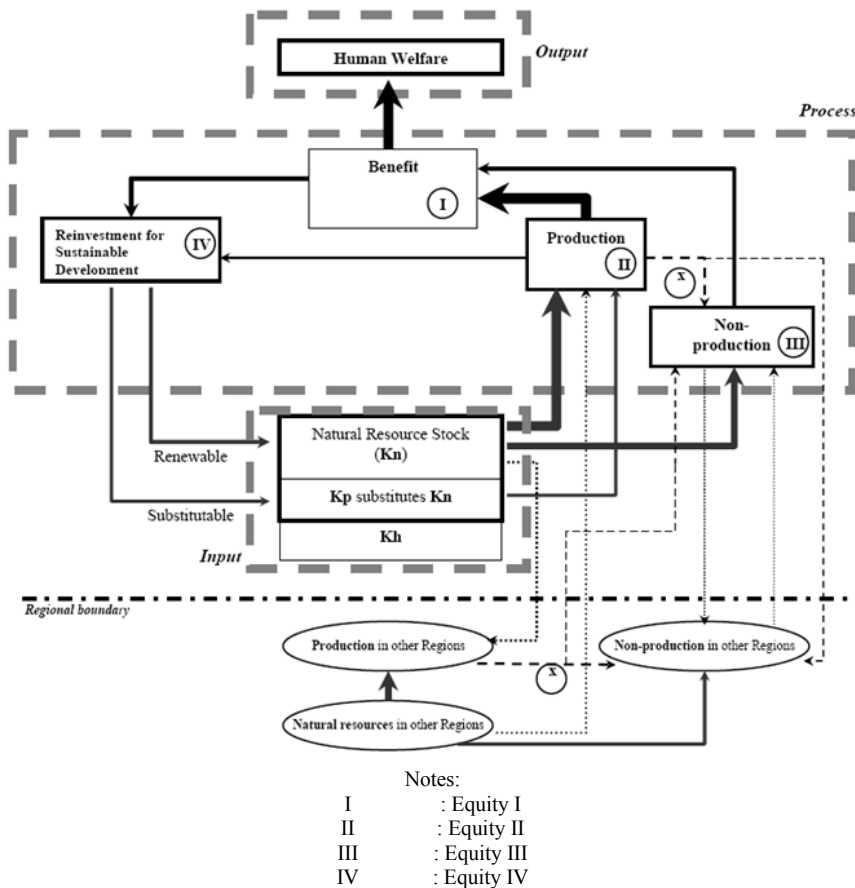 Human Welfare
Output
Process
Benefit
I
Reinvestment for
Sustainable
Development
IV
Production
II
x
Non-
production
III
Natural Resource Stock
(Kn)
Renewable
Kp substitutes Kn
Substitutable
Kh
Input
Regional boundary
Production in other Regions
Non-production in other Regions
x
Natural resources in other Regions
Notes:
I : Equity I
II : Equity II
III : Equity III
IV : Equity IV